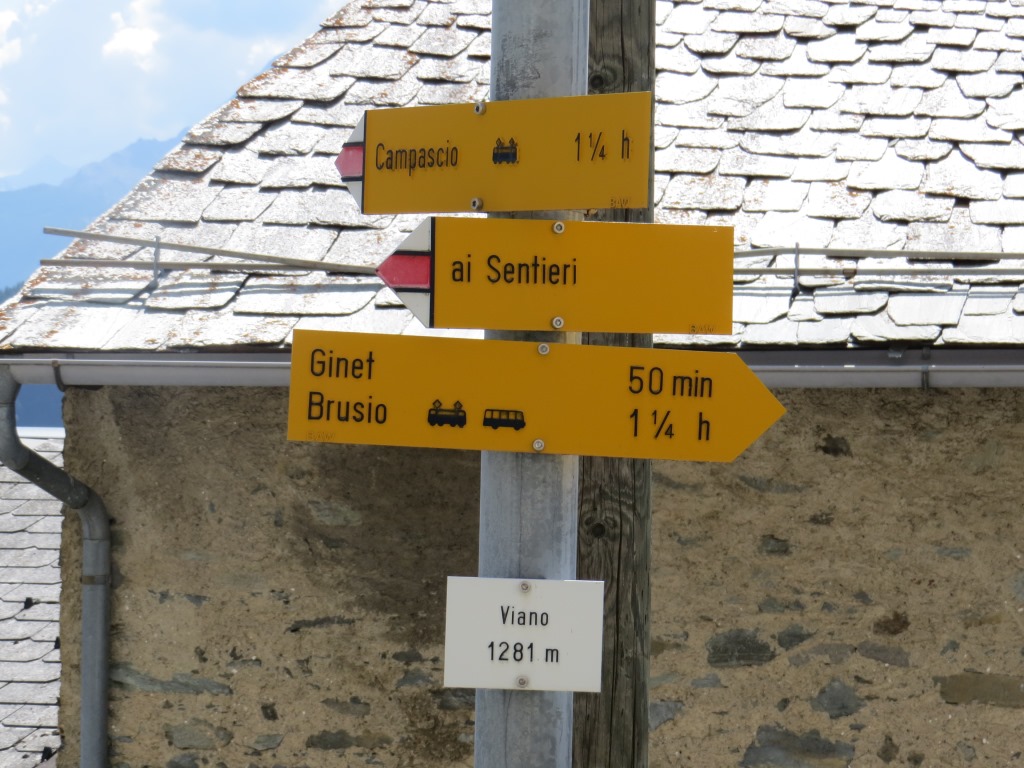 Campascio 1¼ h
ai Sentieri
Ginet 50 min
Brusio 1¼ h
Viano
1281 m